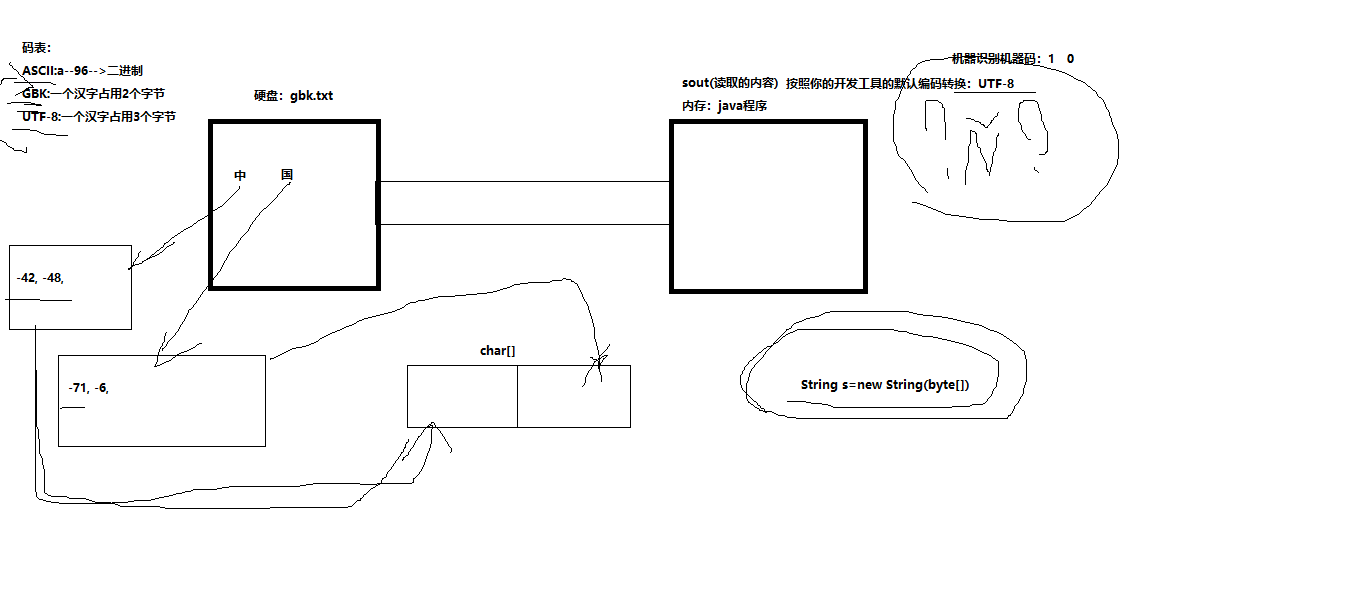 码表：
ASCII:a--96-->二进制
GBK:一个汉字占用2个字节
UTF-8:一个汉字占用3个字节
硬盘：gbk.txt
中 国
-42, -48,
-71, -6,
char[]
机器识别机器码：1 0
sout(读取的内容) 按照你的开发工具的默认编码转换：UTF-8
内存：java程序
String s=new String(byte[])